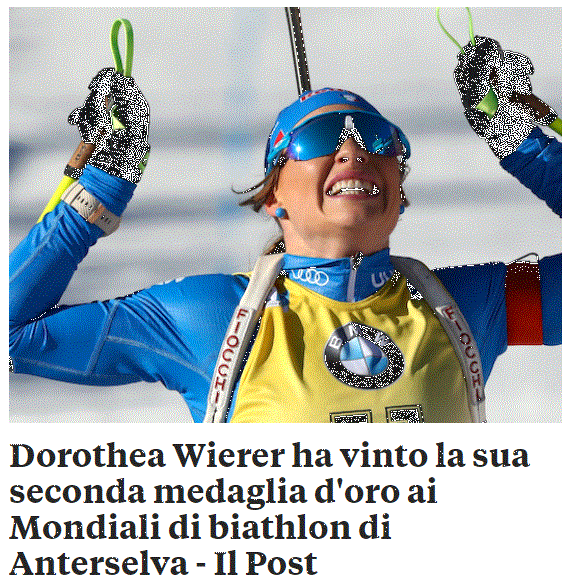 FIOCCHI
BMW
FIOCCHI
Dorothea Wierer ha vinto la sua
seconda medaglia d'oro ai
Mondiali di biathlon di
Anterselva - Il Post